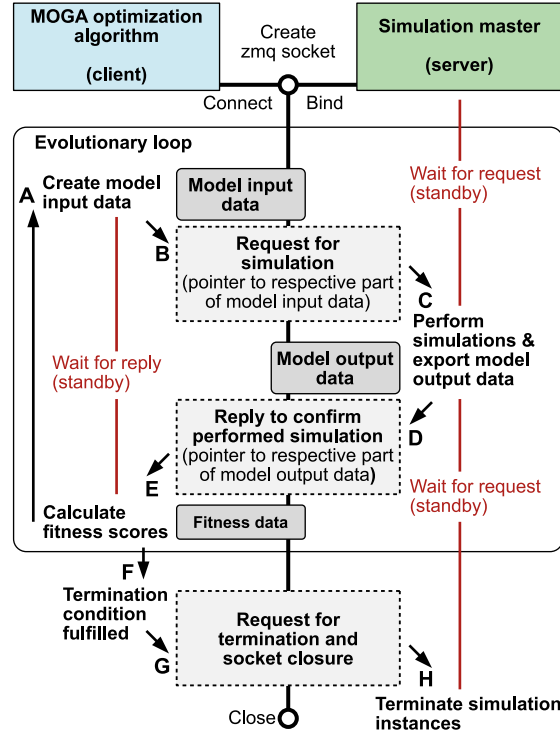 MOGA optimization
algorithm
(client)
Create
zmq socket
Simulation master
(server)
Connect
Bind
Evolutionary loop
A
Create model
input data
Model input
data
Wait for request
(standby)
B
Request for
simulation
(pointer to respective part
of model input data)
C
Perform
simulations &
export model
output data
Wait for reply
(standby)
Model output
data
Reply to confirm
performed simulation
(pointer to respective part
of model output data)
D
E
Wait for request
(standby)
Calculate
fitness scores
Fitness data
F
Termination
condition
fulfilled
G
Request for
termination and
socket closure
H
Terminate simulation
instances
Close